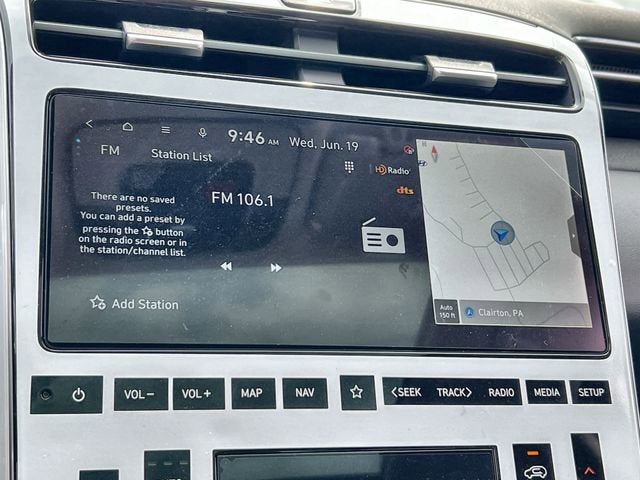 9:46 AM Wed, Jun. 19
FM
Station List
HD Radio
FM 106.1
dts
There are no saved
presets.
You can add a preset by
pressing the button
on the radio screen or in
the station/channel list.
Add Station
Auto
150 ft
Clairton, PA
VOL−
VOL+
MAP
NAV
<SEEK
TRACK>
RADIO
MEDIA
SETUP